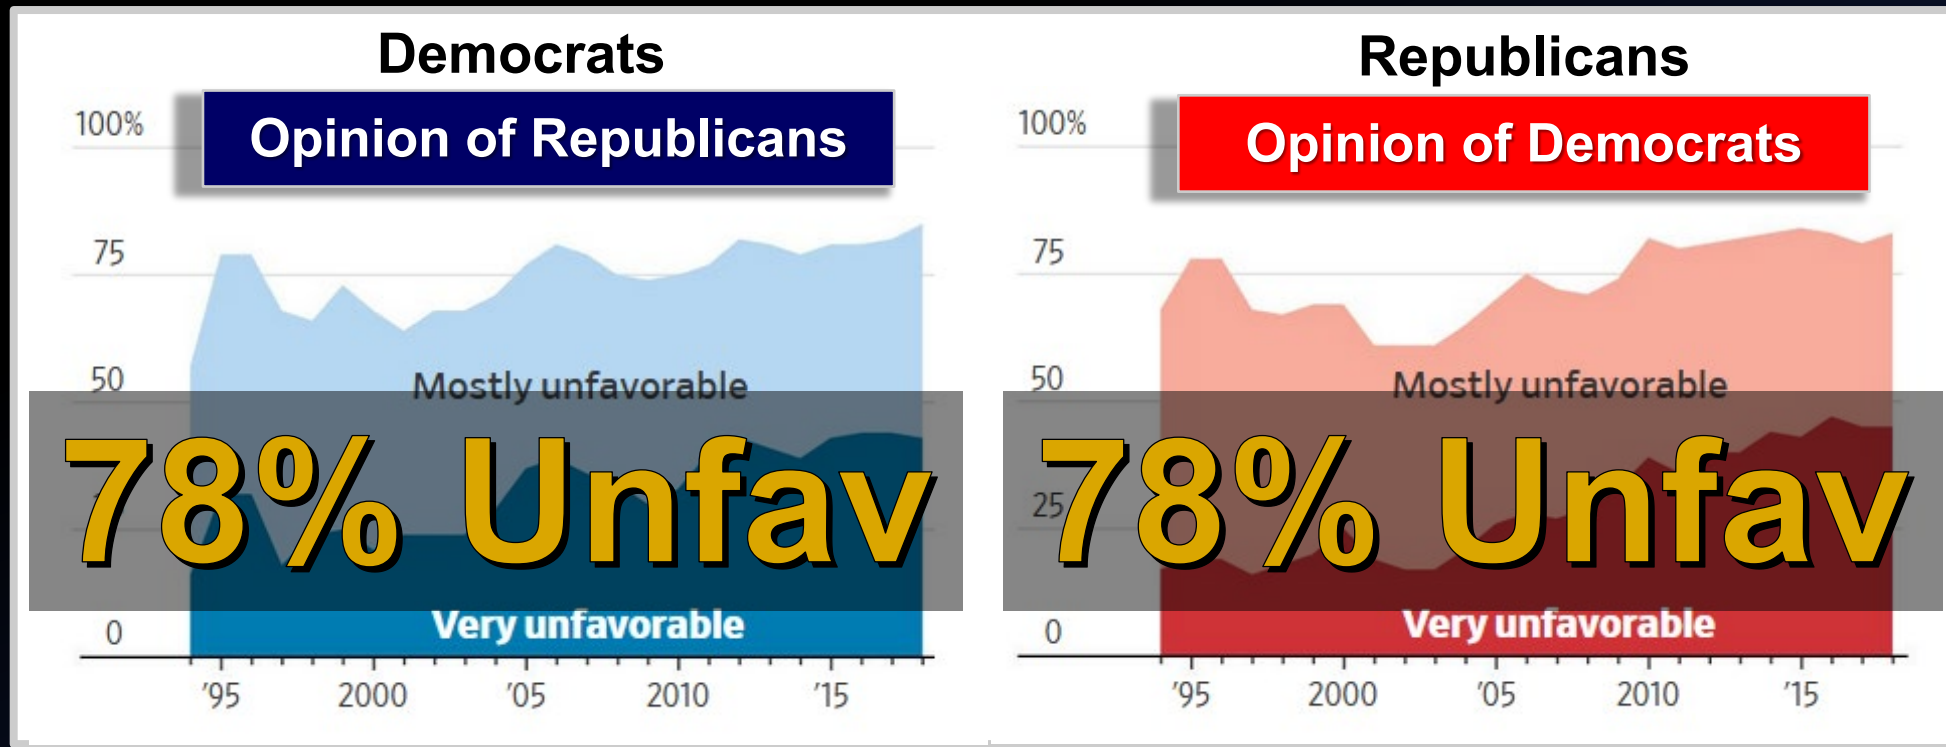 Democrats
Opinion of Republicans
100%
75
50
Mostly unfavorable
78% Unfav
Very unfavorable
0
'95 2000 '05 2010 '15
Republicans
Opinion of Democrats
100%
75
50
Mostly unfavorable
25
78% Unfav
Very unfavorable
0
'95 2000 '05 2010 '15